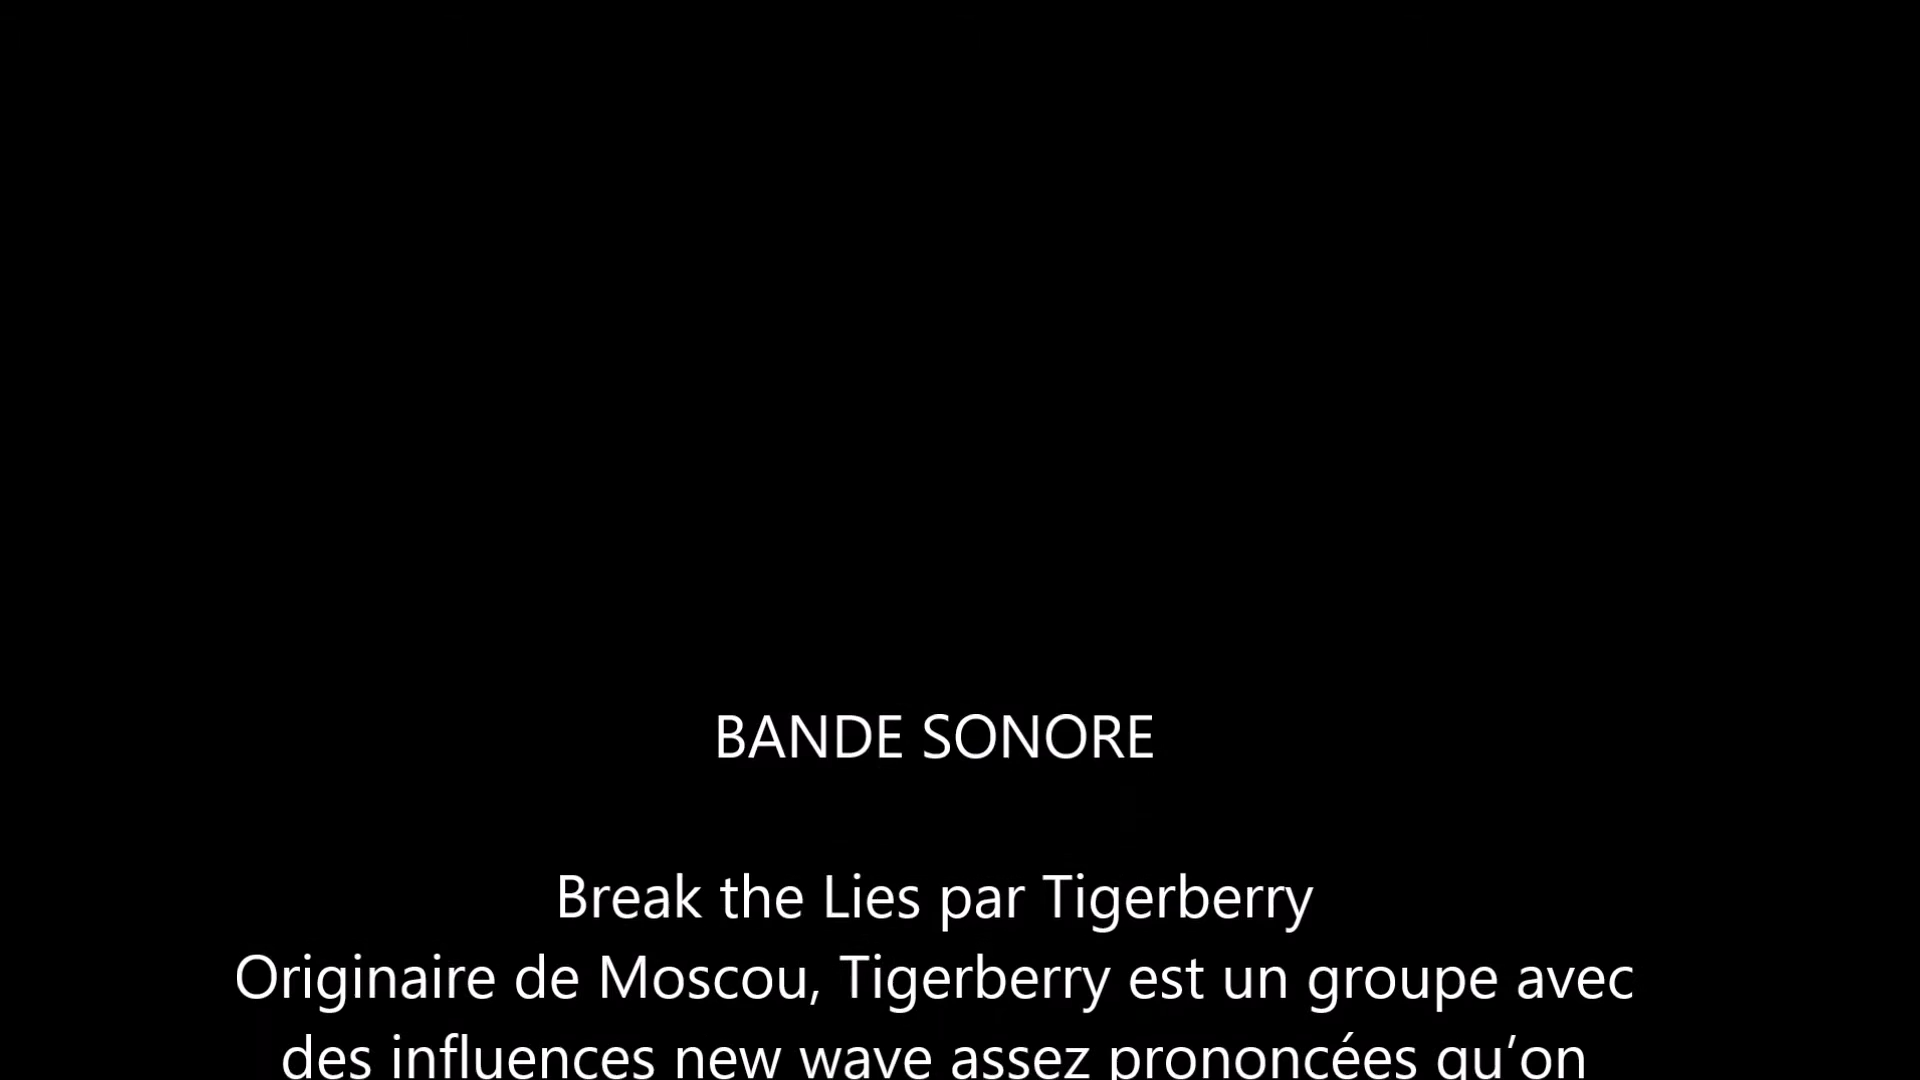 BANDE SONORE
Break the Lies par Tigerberry
Originaire de Moscou, Tigerberry est un groupe avec
des influences new wave assez prononcées qu’on